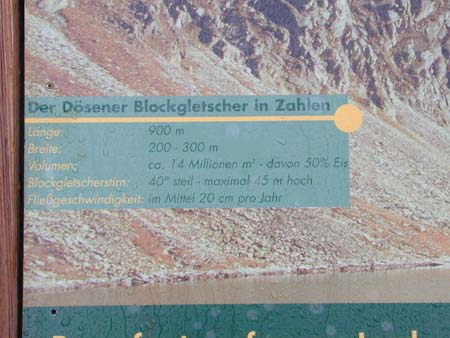 Der Dösener Blockgletscher in Zahlen
Länge: 900 m
Breite: 200 - 300 m
Volumen: ca. 14 Millionen m³ - davon 50% Eis
Blockgletscherstirn: 40° steil - maximal 45 m hoch
Fließgeschwindigkeit: im Mittel 20 cm pro Jahr